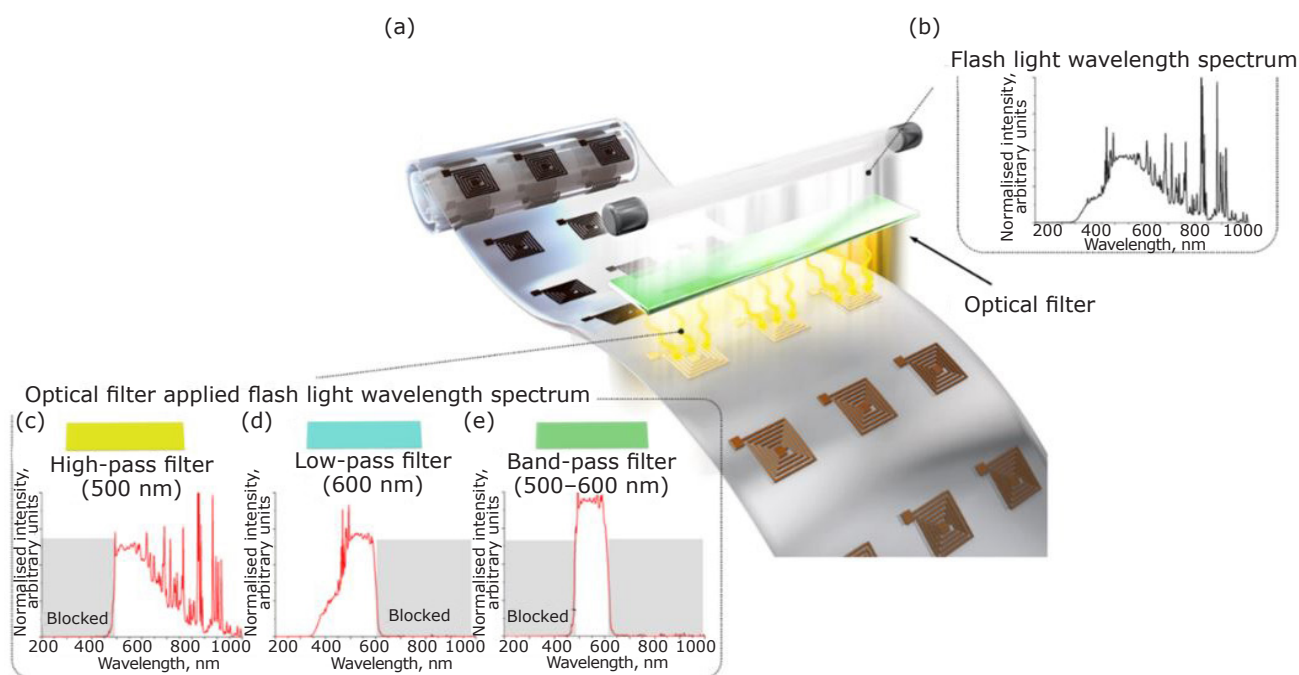 (a)
(b)
Flash light wavelength spectrum
Normalised intensity,
arbitrary units
200 400 600 800 1000
Wavelength, nm
Optical filter
Optical filter applied flash light wavelength spectrum
(c)
High-pass filter
(500 nm)
Normalised intensity,
arbitrary units
Blocked
200 400 600 800 1000
Wavelength, nm
(d)
Low-pass filter
(600 nm)
Normalised intensity,
arbitrary units
Blocked
200 400 600 800 1000
Wavelength, nm
(e)
Band-pass filter
(500–600 nm)
Normalised intensity,
arbitrary units
Blocked
Blocked
200 400 600 800 1000
Wavelength, nm